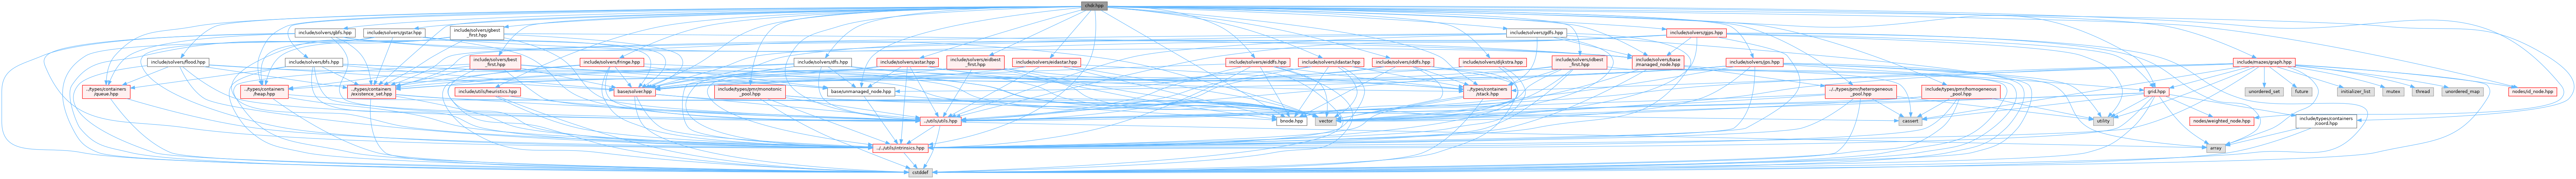 chdr.hpp
include/solvers/gbfs.hpp
include/solvers/gstar.hpp
include/solvers/gbest
_first.hpp
include/solvers/gdfs.hpp
include/solvers/gjps.hpp
include/solvers/flood.hpp
include/solvers/bfs.hpp
include/solvers/best
_first.hpp
include/solvers/fringe.hpp
include/solvers/dfs.hpp
include/solvers/astar.hpp
include/solvers/eidbest
_first.hpp
include/solvers/eidastar.hpp
include/solvers/eiddfs.hpp
include/solvers/idastar.hpp
include/solvers/iddfs.hpp
include/solvers/dijkstra.hpp
include/solvers/idbest
_first.hpp
include/solvers/base
/managed_node.hpp
include/solvers/jps.hpp
include/mazes/graph.hpp
../types/containers
/queue.hpp
../types/containers
/heap.hpp
../types/containers
/existence_set.hpp
include/utils/heuristics.hpp
base/solver.hpp
include/types/pmr/monotonic
_pool.hpp
base/unmanaged_node.hpp
../types/containers
/stack.hpp
../../types/pmr/heterogeneous
_pool.hpp
include/types/pmr/homogeneous
_pool.hpp
grid.hpp
unordered_set
future
initializer_list
mutex
thread
unordered_map
nodes/id_node.hpp
../utils/utils.hpp
bnode.hpp
vector
cassert
utility
nodes/weighted_node.hpp
include/types/containers
/coord.hpp
../../utils/intrinsics.hpp
array
cstddef